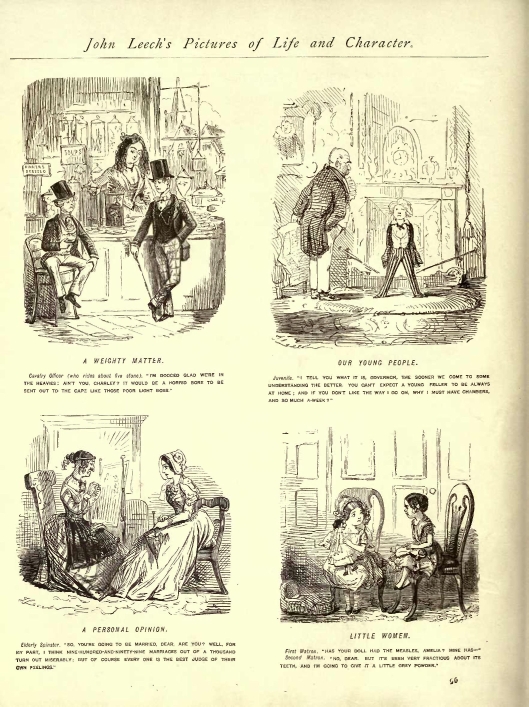 John Leech's Pictures of Life and Character.
A WEIGHTY MATTER.
Cavalry Officer (who rides about five stone). "I'M DOOCED GLAD WE'RE IN
THE HEAVIES; AIN'T YOU, CHARLEY? IT WOULD BE A HORRID BORE TO BE
SENT OUT TO THE CAPE LIKE THOSE POOR LIGHT BOBS."
OUR YOUNG PEOPLE.
Juvenile. "I TELL YOU WHAT IT IS, GOVERNOR, THE SOONER WE COME TO SOME
UNDERSTANDING THE BETTER. YOU CAN'T EXPECT A YOUNG FELLER TO BE ALWAYS
AT HOME; AND IF YOU DON'T LIKE THE WAY I GO ON, WHY I MUST HAVE CHAMBERS,
AND SO MUCH A-WEEK!"
A PERSONAL OPINION.
Elderly Spinster. "SO, YOU'RE GOING TO BE MARRIED, DEAR, ARE YOU? WELL, FOR
MY PART, I THINK NINE-HUNDRED-AND-NINETY-NINE MARRIAGES OUT OF A THOUSAND
TURN OUT MISERABLY; BUT OF COURSE EVERY ONE IS THE BEST JUDGE OF THEIR
OWN FEELINGS."
LITTLE WOMEN.
First Matron. "HAS YOUR DOLL HAD THE MEASLES, AMELIA? MINE HAS—"
Second Matron. "NO, DEAR. BUT IT'S BEEN VERY FRACTIOUS ABOUT ITS
TEETH, AND I'M GOING TO GIVE IT A LITTLE GREY POWDER."